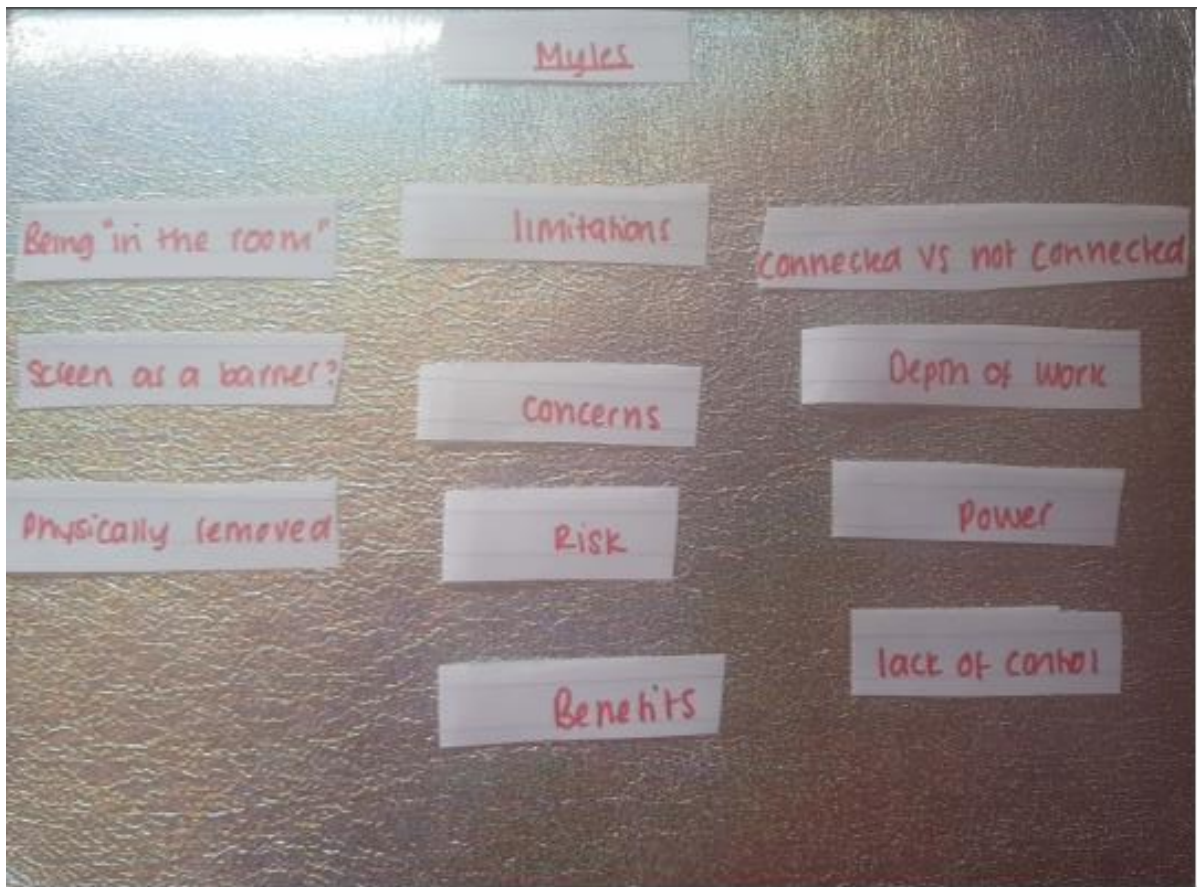 Myles
Being "in the room"
Screen as a barrier?
Physically removed
limitations
Concerns
Risk
Benefits
Connected vs not connected
Depth of work
Power
lack of control